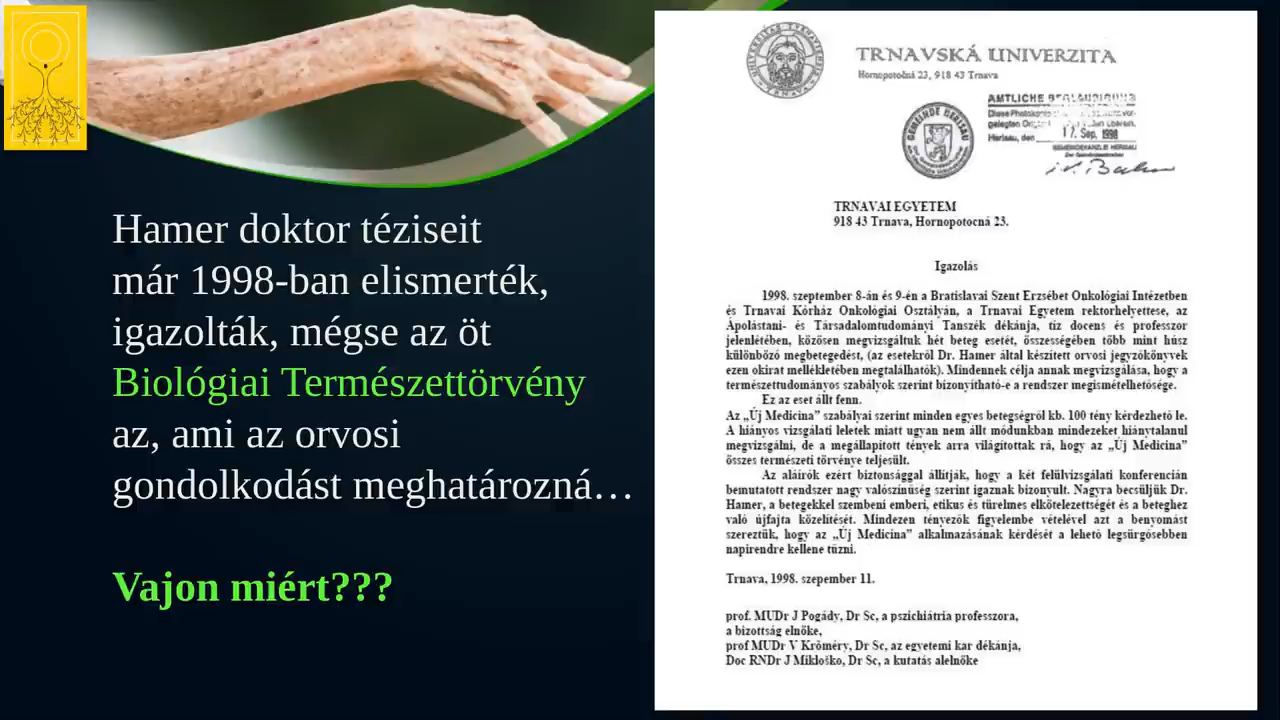 Hamer doktor téziseit
már 1998-ban elismerték,
igazolták, mégse az öt
Biológiai Természettörvény
az, ami az orvosi
gondolkodást meghatározná…
Vajon miért???
TRNAVSKÁ UNIVERZITA
Hornopotočná 23, 918 43 Trnava
AMTLICHE BEGLAUBIGUNG
Herisau, den 17. Sep. 1998
GEMEINDEKANZLEI HERISAU
GEMEINDE HERISAU
TRNAVAI EGYETEM
918 43 Trnava, Hornopotocná 23.
Igazolás
1998. szeptember 8-án és 9-én a Bratislavai Szent Erzsébet Onkológiai Intézetben
és Trnavai Kórház Onkológiai Osztályán, a Trnavai Egyetem rektorhelyettese, az
Ápolástani- és Társadalomtudományi Tanszék dékánja, tíz docens és professzor
jelenlétében, közösen megvizsgáltuk hét beteg esetét, összességében több mint húsz
különböző megbetegedést, (az esetekről Dr. Hamer által készített orvosi jegyzőkönyvek
ezen okirat mellékletében megtalálhatók). Mindennek célja annak megvizsgálása, hogy a
természettudományos szabályok szerint bizonyítható-e a rendszer megismételhetősége.
Ez az eset állt fenn.
Az „Új Medicina” szabályai szerint minden egyes betegségről kb. 100 tény kérdezhető le.
A hiányos vizsgálati leletek miatt ugyan nem állt módunkban mindezeket hiánytalanul
megvizsgálni, de a megállapított tények arra világítottak rá, hogy az „Új Medicina”
összes természeti törvénye teljesült.
Az aláírók ezért biztonsággal állítják, hogy a két felülvizsgálati konferencián
bemutatott rendszer nagy valószínűség szerint igaznak bizonyult. Nagyra becsüljük Dr.
Hamer, a betegekkel szembeni emberi, etikus és türelmes elkötelezettségét és a beteghez
való újfajta közelítését. Mindezen tényezők figyelembe vételével azt a benyomást
szereztük, hogy az „Új Medicina” alkalmazásának kérdését a lehető legsürgősebben
napirendre kellene tűzni.
Trnava, 1998. szepember 11.
prof. MUDr J Pogády, Dr Sc, a pszichiátria professzora,
a bizottság elnöke,
prof MUDr V Krőméry, Dr Sc, az egyetemi kar dékánja,
Doc RNDr J Mikloško, Dr Sc, a kutatás alelnöke